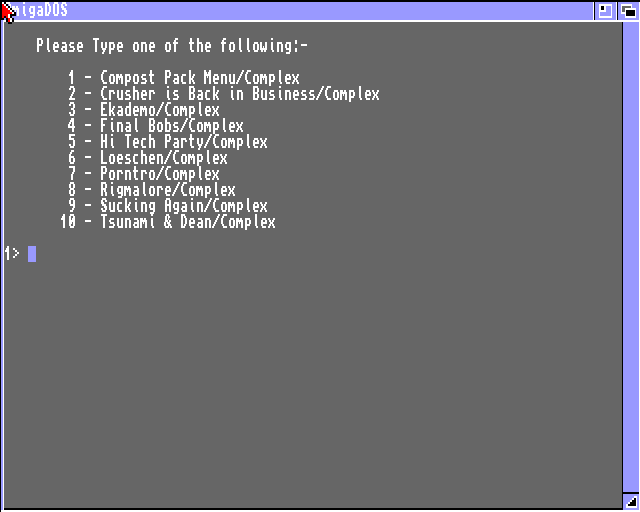 AmigaDOS
Please Type one of the following:-
1 - Compost Pack Menu/Complex
2 - Crusher is Back in Business/Complex
3 - Ekademo/Complex
4 - Final Bobs/Complex
5 - Hi Tech Party/Complex
6 - Loeschen/Complex
7 - Porntro/Complex
8 - Rigmalore/Complex
9 - Sucking Again/Complex
10 - Tsunami & Dean/Complex
1>